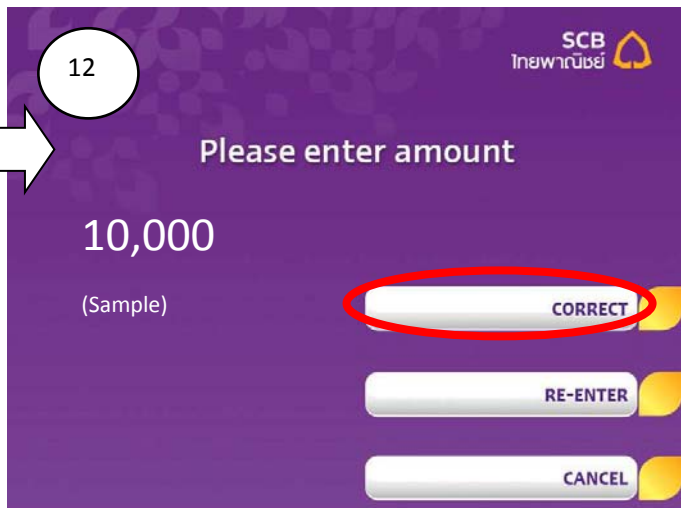 12
SCB
ไทยพาณิชย์
Please enter amount
10,000
(Sample)
CORRECT
RE-ENTER
CANCEL